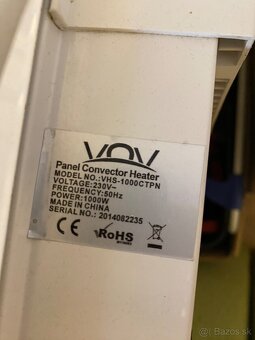 VOV
Panel Convector Heater
MODEL NO.:VHS-1000CTPN
VOLTAGE:230V~
FREQUENCY:50Hz
POWER:1000W
MADE IN CHINA
SERIAL NO.: 2014082235
CE RoHS
bazos.sk